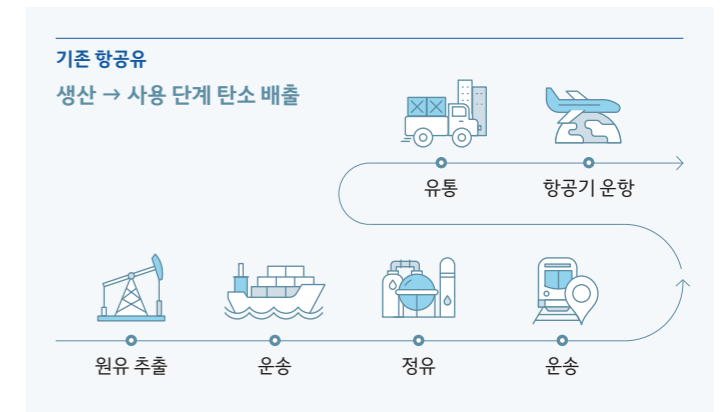 기존 항공유
생산 → 사용 단계 탄소 배출
유통
항공기 운항
원유 추출
운송
정유
운송